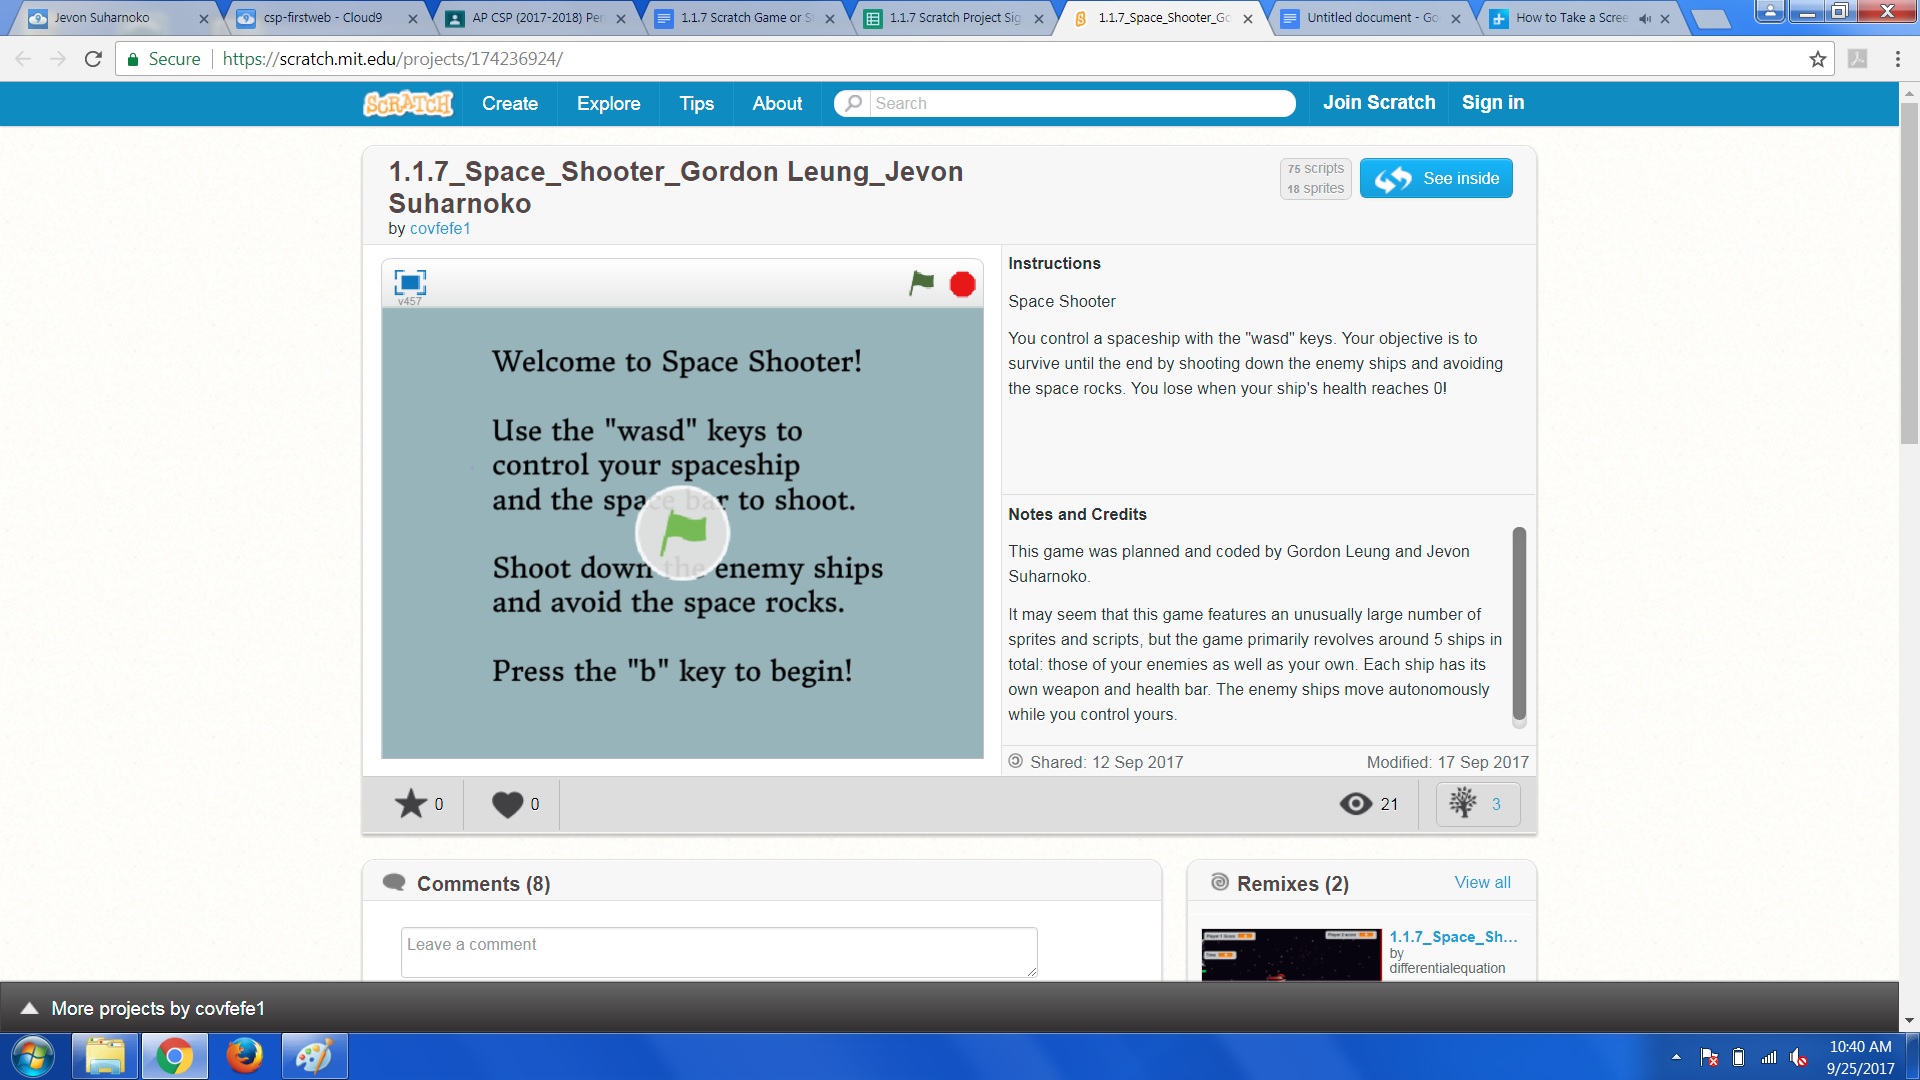 Jevon Suharnoko
csp-firstweb - Cloud9
AP CSP (2017-2018) Per
1.1.7 Scratch Game or St
1.1.7 Scratch Project Sig
1.1.7_Space_Shooter_Go
Untitled document - Go
How to Take a Scree
Secure
https://scratch.mit.edu/projects/174236924/
SCRATCH
Create
Explore
Tips
About
Search
Join Scratch
Sign in
1.1.7_Space_Shooter_Gordon Leung_Jevon
Suharnoko
by covfefe1
75 scripts
18 sprites
See inside
v457
Welcome to Space Shooter!
Use the "wasd" keys to
control your spaceship
and the space bar to shoot.
Shoot down the enemy ships
and avoid the space rocks.
Press the "b" key to begin!
Instructions
Space Shooter
You control a spaceship with the "wasd" keys. Your objective is to
survive until the end by shooting down the enemy ships and avoiding
the space rocks. You lose when your ship's health reaches 0!
Notes and Credits
This game was planned and coded by Gordon Leung and Jevon
Suharnoko.
It may seem that this game features an unusually large number of
sprites and scripts, but the game primarily revolves around 5 ships in
total: those of your enemies as well as your own. Each ship has its
own weapon and health bar. The enemy ships move autonomously
while you control yours.
Shared: 12 Sep 2017
Modified: 17 Sep 2017
0
0
21
3
Comments (8)
Leave a comment
Remixes (2)
View all
1.1.7_Space_Sh...
by
differentialequation
More projects by covfefe1
10:40 AM
9/25/2017